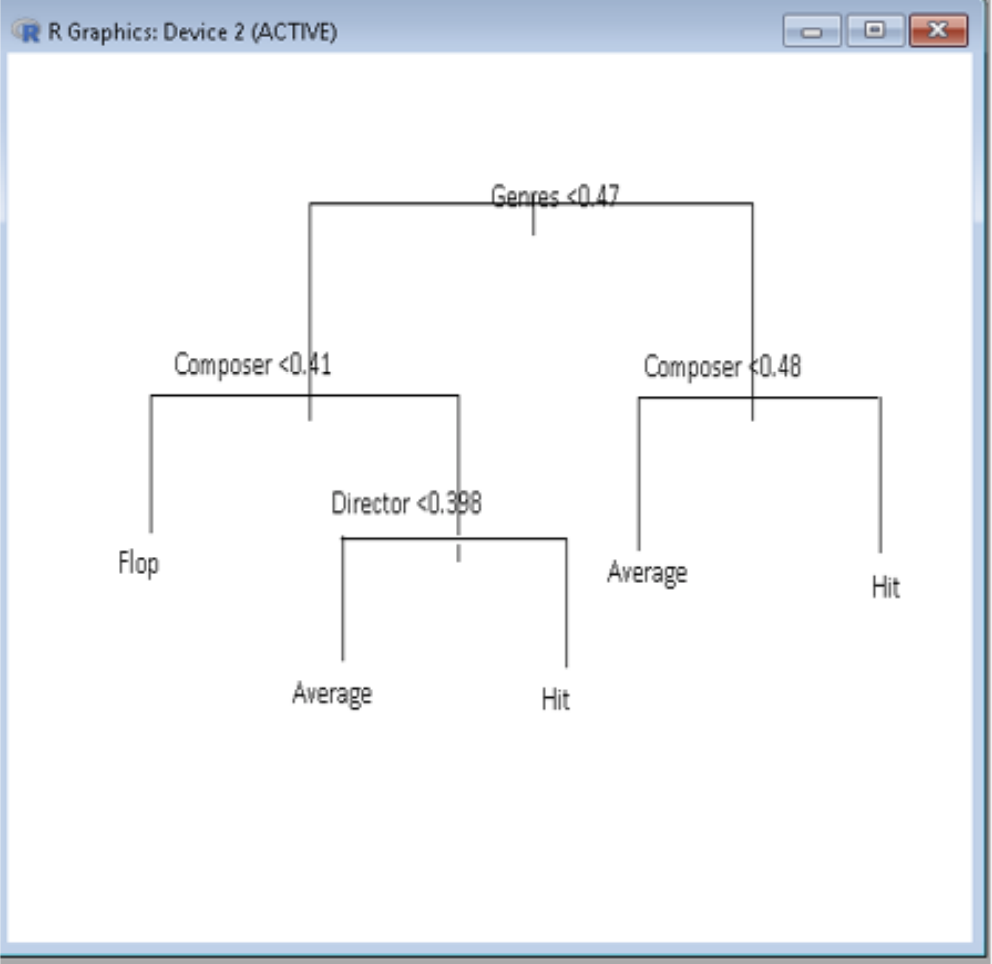 R Graphics: Device 2 (ACTIVE)
Genres <0.47
Composer <0.41
Composer <0.48
Director <0.398
Flop
Average
Hit
Average
Hit